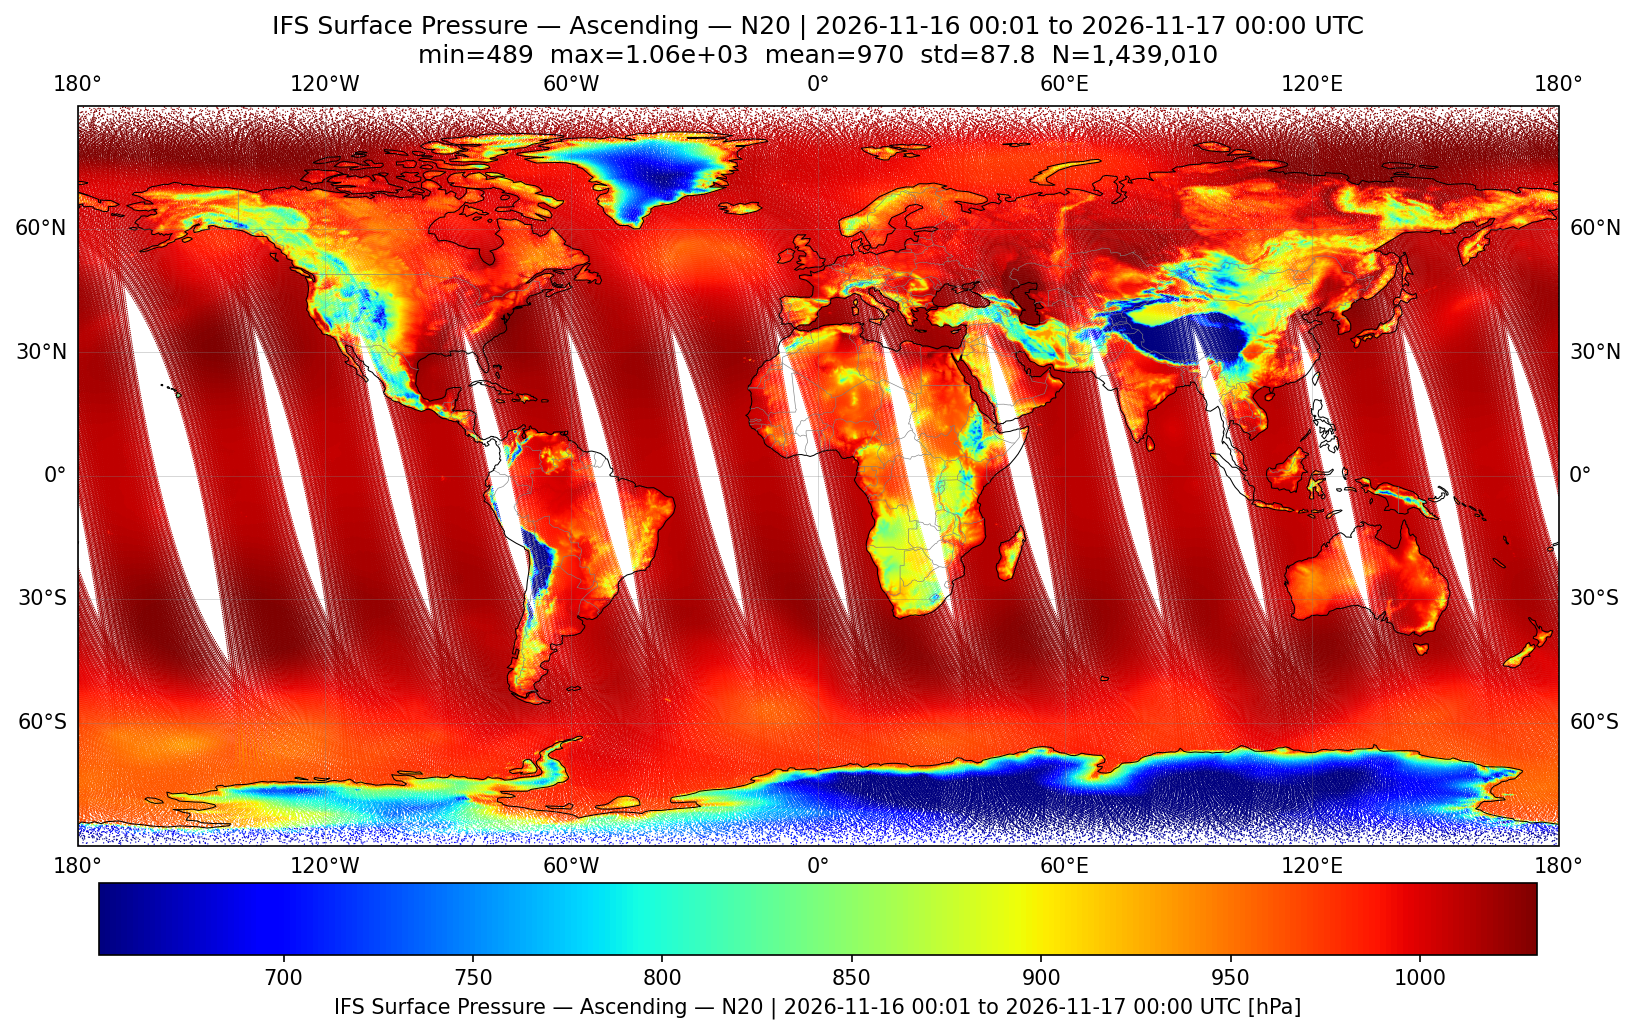 IFS Surface Pressure — Ascending — N20 | 2026-11-16 00:01 to 2026-11-17 00:00 UTC
min=489 max=1.06e+03 mean=970 std=87.8 N=1,439,010
180° 120°W 60°W 0° 60°E 120°E 180°
60°N 60°N
30°N 30°N
0° 0°
30°S 30°S
60°S 60°S
180° 120°W 60°W 0° 60°E 120°E 180°
700 750 800 850 900 950 1000
IFS Surface Pressure — Ascending — N20 | 2026-11-16 00:01 to 2026-11-17 00:00 UTC [hPa]